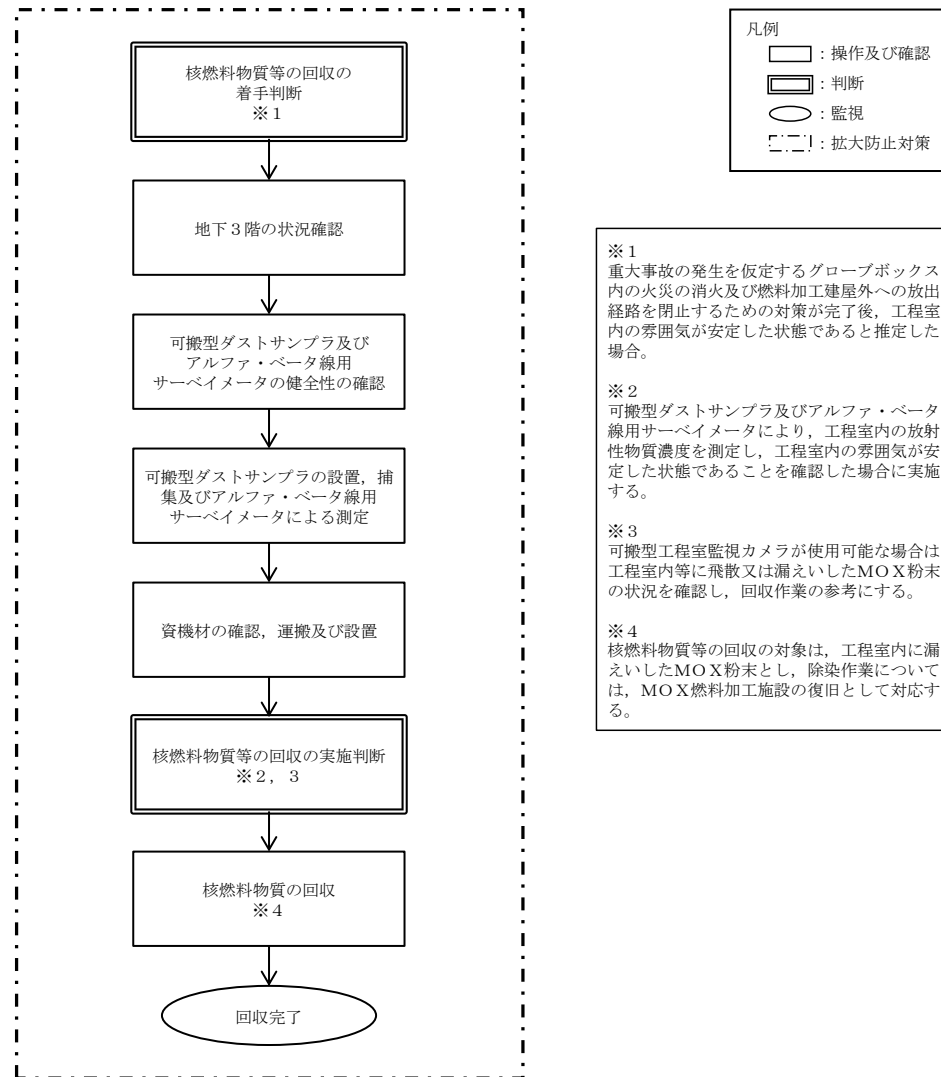 核燃料物質等の回収の
着手判断
※１
地下３階の状況確認
可搬型ダストサンプラ及び
アルファ・ベータ線用
サーベイメータの健全性の確認
可搬型ダストサンプラの設置，捕
集及びアルファ・ベータ線用
サーベイメータによる測定
資機材の確認，運搬及び設置
核燃料物質等の回収の実施判断
※２，３
核燃料物質の回収
※４
回収完了
凡例
：操作及び確認
：判断
：監視
：拡大防止対策
※１
重大事故の発生を仮定するグローブボックス
内の火災の消火及び燃料加工建屋外への放出
経路を閉止するための対策が完了後，工程室
内の雰囲気が安定した状態であると推定した
場合。
※２
可搬型ダストサンプラ及びアルファ・ベータ
線用サーベイメータにより，工程室内の放射
性物質濃度を測定し，工程室内の雰囲気が安
定した状態であることを確認した場合に実施
する。
※３
可搬型工程室監視カメラが使用可能な場合は
工程室内等に飛散又は漏えいしたＭＯＸ粉末
の状況を確認し，回収作業の参考にする。
※４
核燃料物質等の回収の対象は，工程室内に漏
えいしたＭＯＸ粉末とし，除染作業について
は，ＭＯＸ燃料加工施設の復旧として対応す
る。